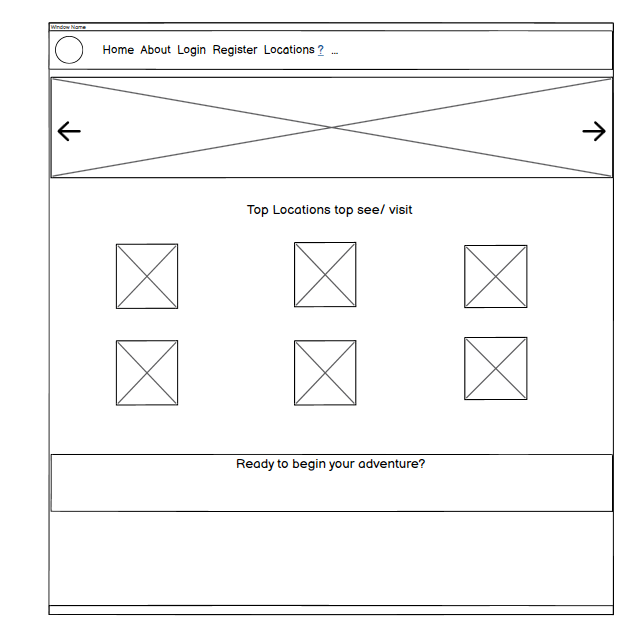 Window Name
Home About Login Register Locations ? ...
Top Locations top see/ visit
Ready to begin your adventure?